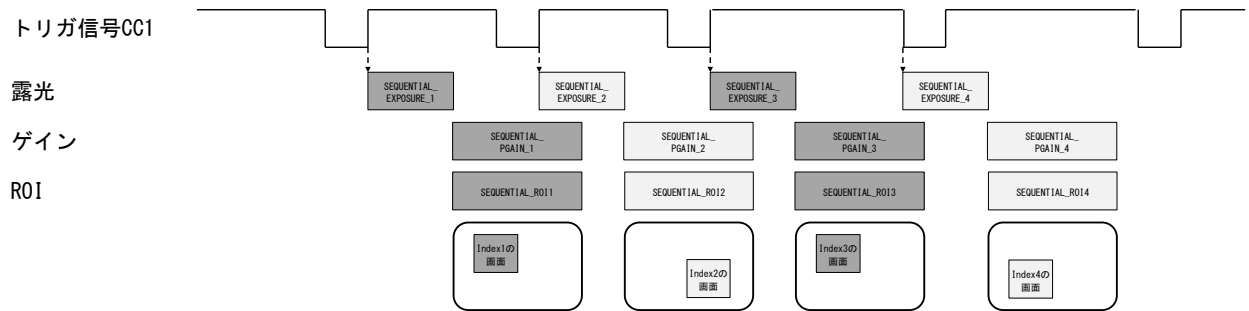 トリガ信号CC1
露光
SEQUENTIAL_
EXPOSURE_1
SEQUENTIAL_
EXPOSURE_2
SEQUENTIAL_
EXPOSURE_3
SEQUENTIAL_
EXPOSURE_4
ゲイン
SEQUENTIAL_
PGAIN_1
SEQUENTIAL_
PGAIN_2
SEQUENTIAL_
PGAIN_3
SEQUENTIAL_
PGAIN_4
ROI
SEQUENTIAL_ROI1
SEQUENTIAL_ROI2
SEQUENTIAL_ROI3
SEQUENTIAL_ROI4
Index1の
画面
Index2の
画面
Index3の
画面
Index4の
画面